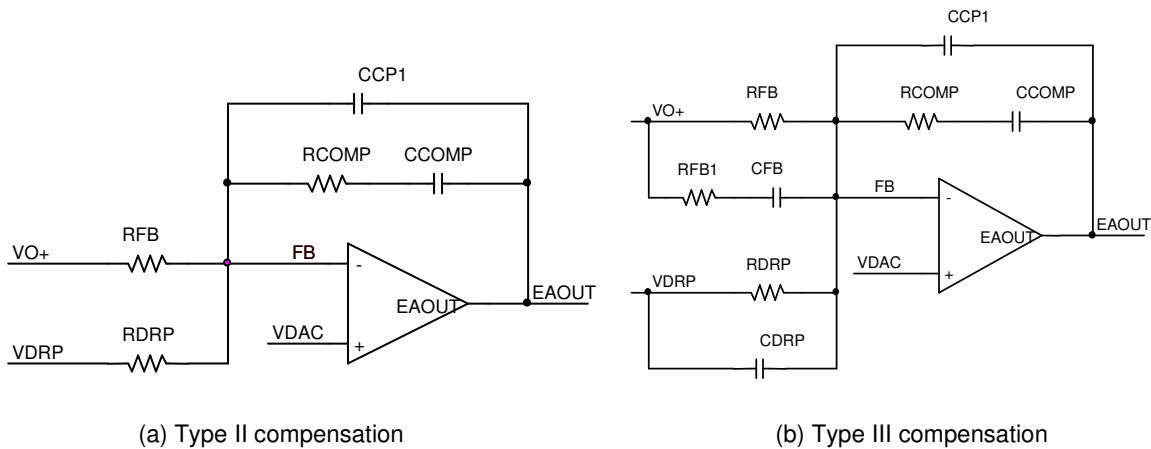 CCP1
RCOMP CCOMP
RFB
VO+
FB
-
EAOUT
EAOUT
RDRP
VDAC
+
VDRP
(a) Type II compensation
CCP1
RFB
RCOMP CCOMP
VO+
RFB1 CFB
FB
-
EAOUT
EAOUT
RDRP
VDAC
+
VDRP
CDRP
(b) Type III compensation